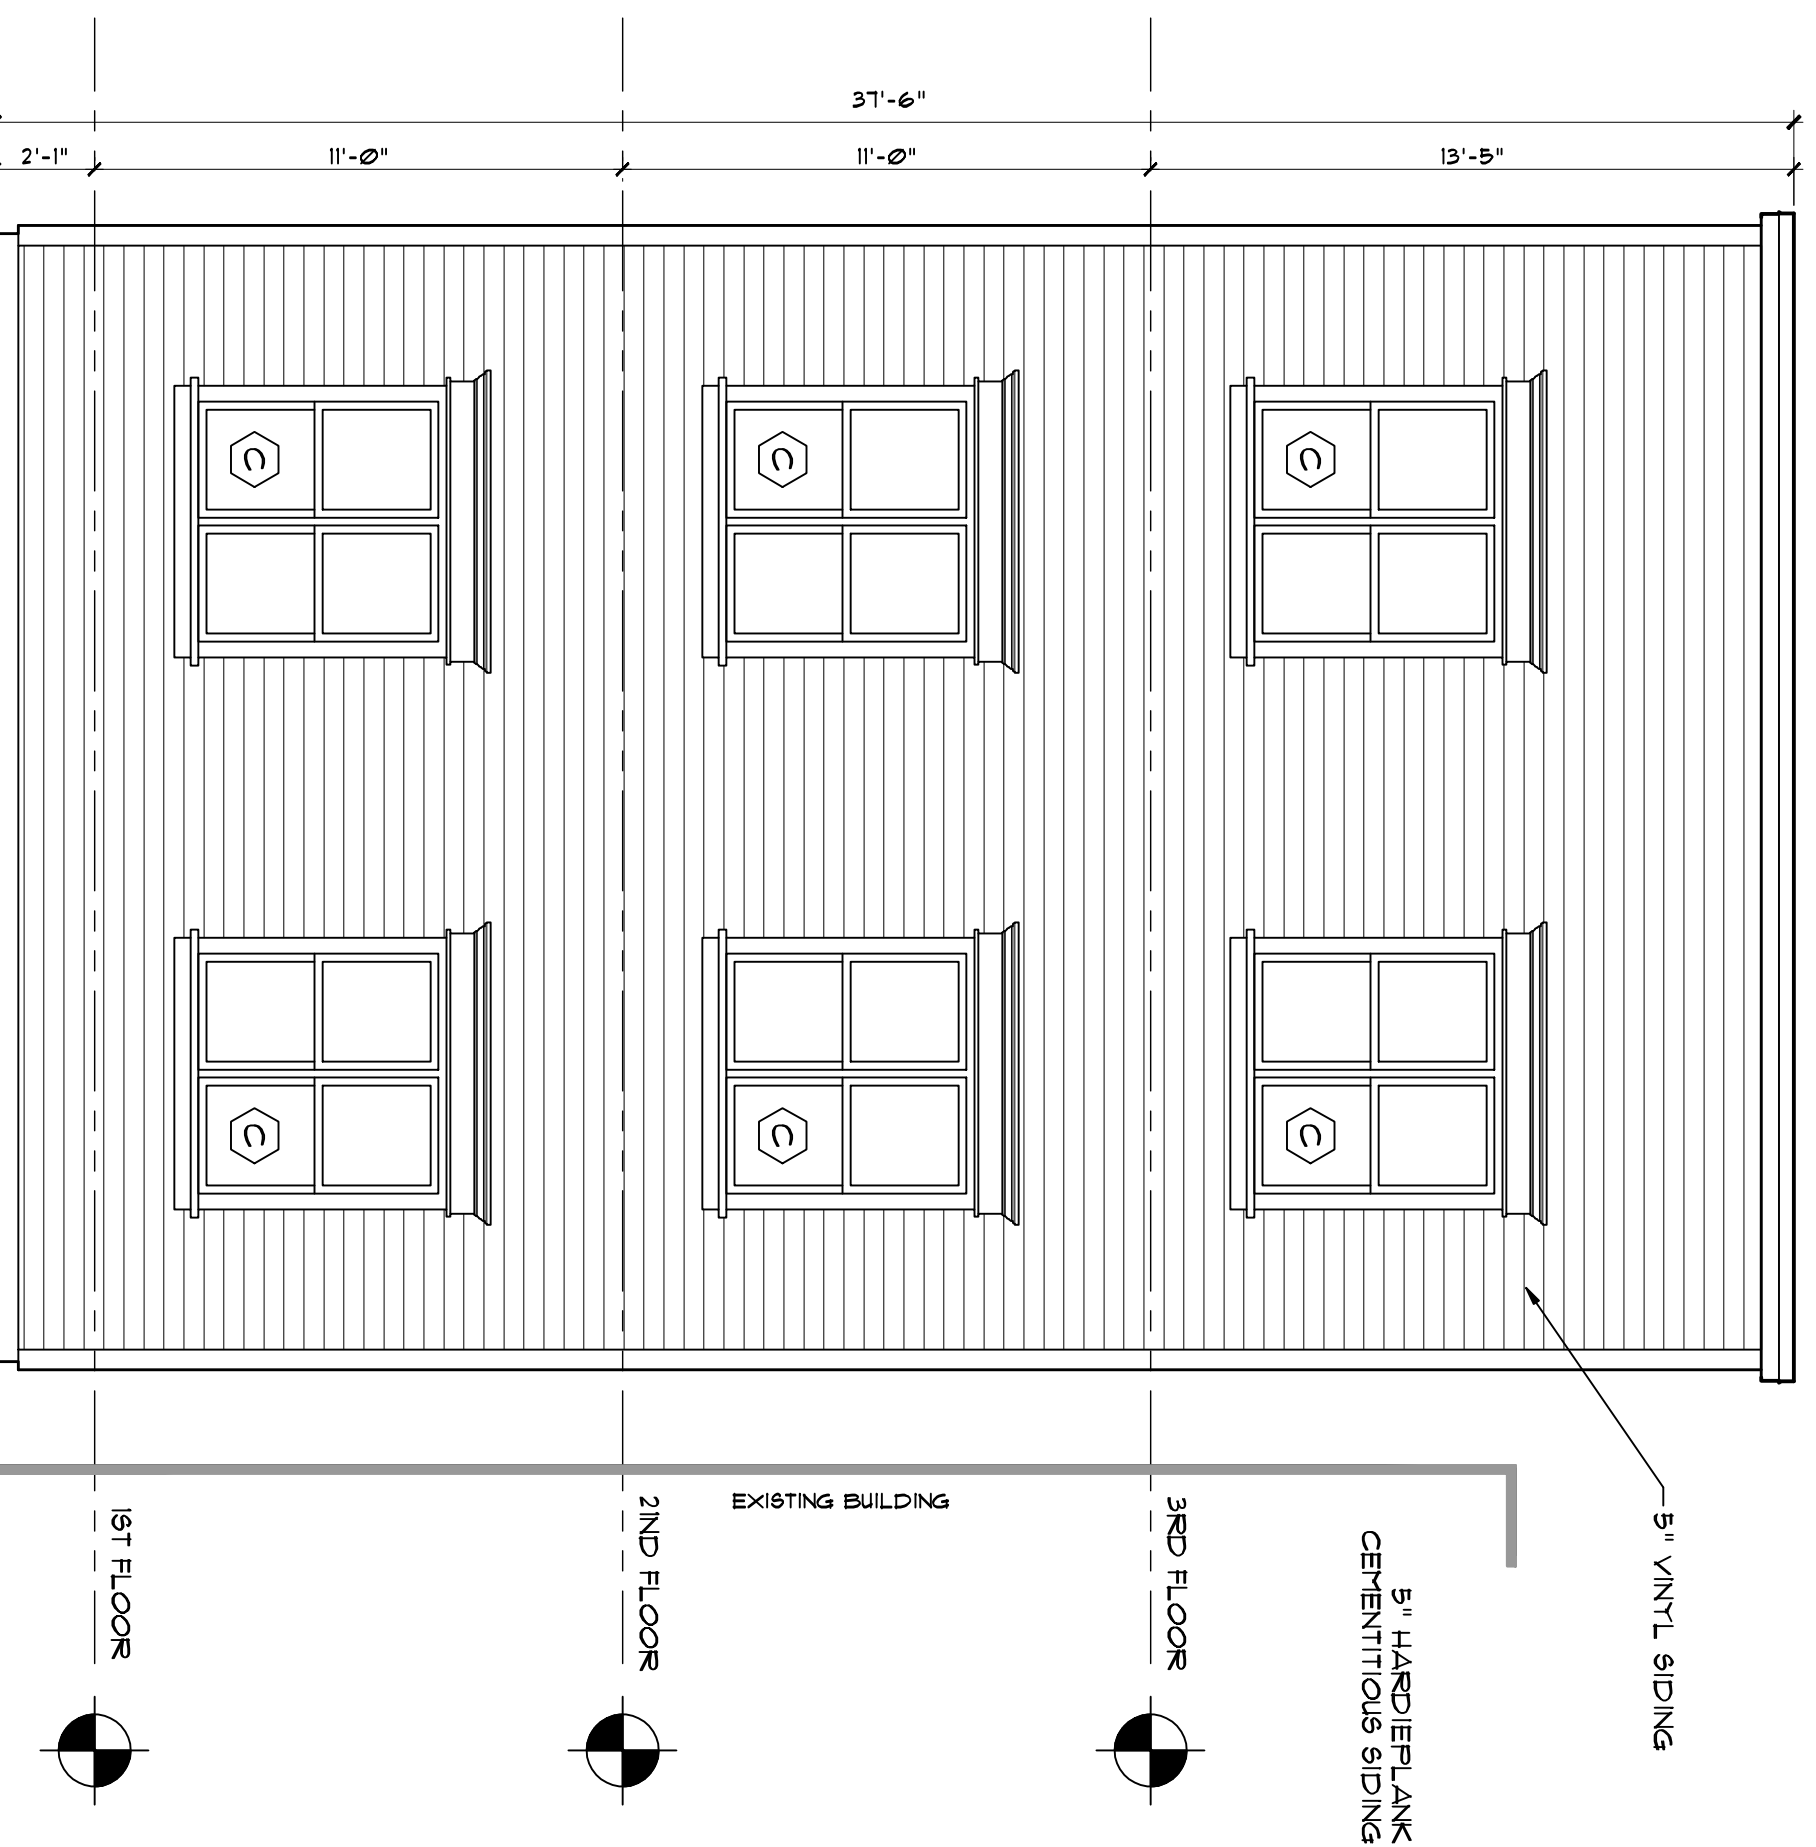 37'-6"
2'-1"
11'-0"
11'-0"
13'-5"
C
C
C
C
C
C
5" VINYL SIDING
EXISTING BUILDING
5" HARDIEPLANK
CEMENTITIOUS SIDING
3RD FLOOR
2IND FLOOR
1ST FLOOR